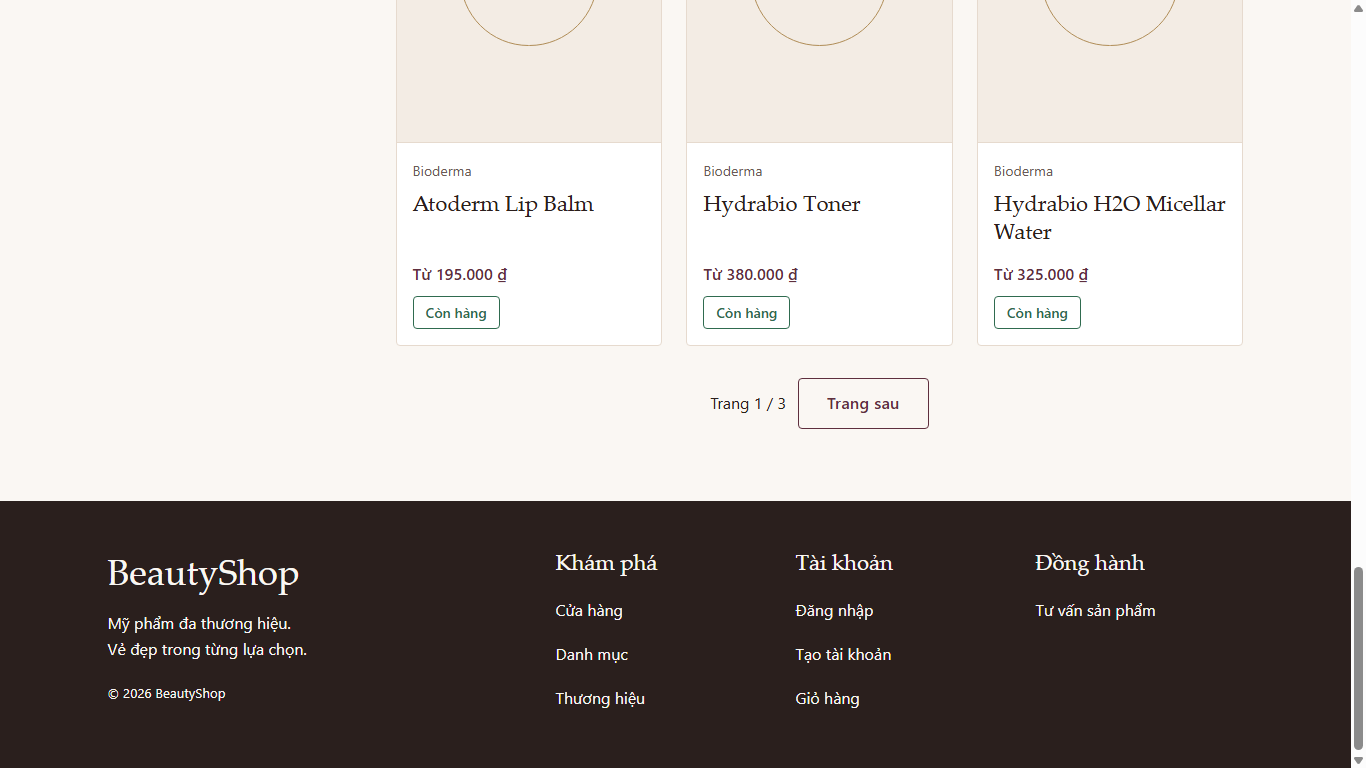 Bioderma
Atoderm Lip Balm
Từ 195.000 ₫
Còn hàng
Bioderma
Hydrabio Toner
Từ 380.000 ₫
Còn hàng
Bioderma
Hydrabio H2O Micellar
Water
Từ 325.000 ₫
Còn hàng
Trang 1 / 3
Trang sau
BeautyShop
Mỹ phẩm đa thương hiệu.
Vẻ đẹp trong từng lựa chọn.
© 2026 BeautyShop
Khám phá
Cửa hàng
Danh mục
Thương hiệu
Tài khoản
Đăng nhập
Tạo tài khoản
Giỏ hàng
Đồng hành
Tư vấn sản phẩm